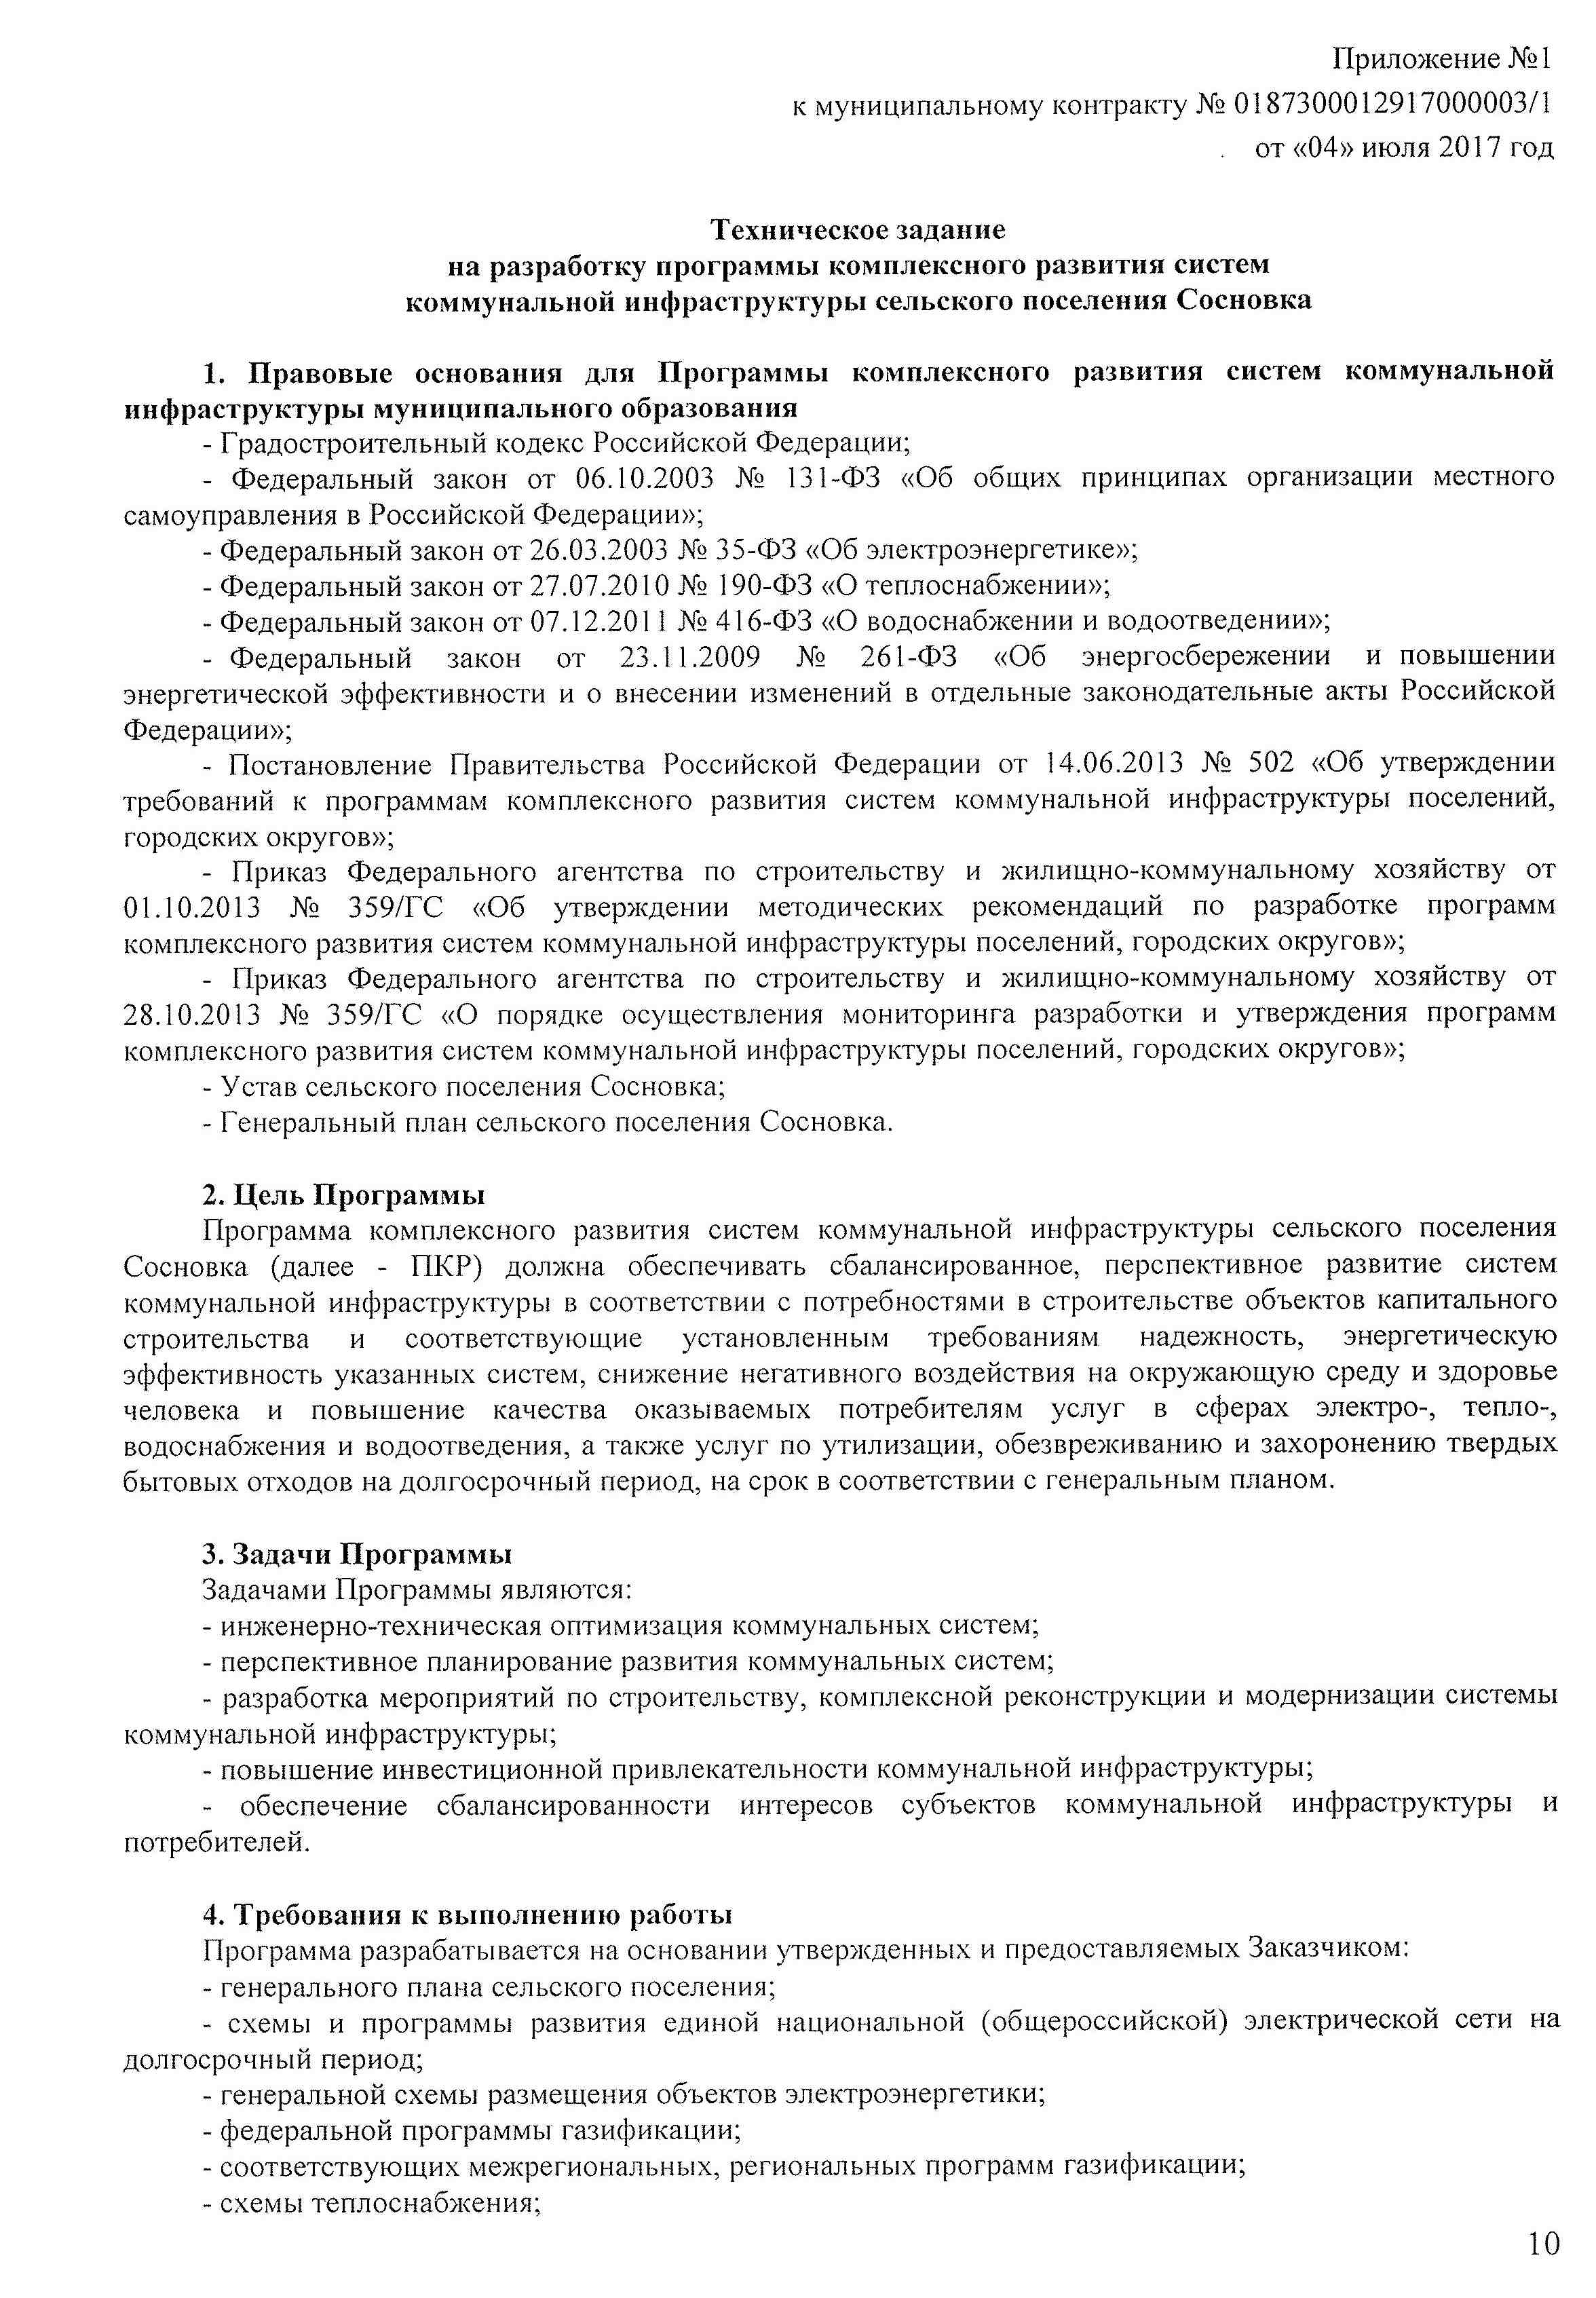 Приложение №1
к муниципальному контракту № 0187300012917000003/1
от «04» июля 2017 год
Техническое задание
на разработку программы комплексного развития систем
коммунальной инфраструктуры сельского поселения Сосновка
1. Правовые основания для Программы комплексного развития систем коммунальной
инфраструктуры муниципального образования
- Градостроительный кодекс Российской Федерации;
- Федеральный закон от 06.10.2003 № 131-ФЗ «Об общих принципах организации местного
самоуправления в Российской Федерации»;
- Федеральный закон от 26.03.2003 № 35-ФЗ «Об электроэнергетике»;
- Федеральный закон от 27.07.2010 № 190-ФЗ «О теплоснабжении»;
- Федеральный закон от 07.12.2011 № 416-ФЗ «О водоснабжении и водоотведении»;
- Федеральный закон от 23.11.2009 № 261-ФЗ «Об энергосбережении и повышении
энергетической эффективности и о внесении изменений в отдельные законодательные акты Российской
Федерации»;
- Постановление Правительства Российской Федерации от 14.06.2013 № 502 «Об утверждении
требований к программам комплексного развития систем коммунальной инфраструктуры поселений,
городских округов»;
- Приказ Федерального агентства по строительству и жилищно-коммунальному хозяйству от
01.10.2013 № 359/ГС «Об утверждении методических рекомендаций по разработке программ
комплексного развития систем коммунальной инфраструктуры поселений, городских округов»;
- Приказ Федерального агентства по строительству и жилищно-коммунальному хозяйству от
28.10.2013 № 359/ГС «О порядке осуществления мониторинга разработки и утверждения программ
комплексного развития систем коммунальной инфраструктуры поселений, городских округов»;
- Устав сельского поселения Сосновка;
- Генеральный план сельского поселения Сосновка.
2. Цель Программы
Программа комплексного развития систем коммунальной инфраструктуры сельского поселения
Сосновка (далее - ПКР) должна обеспечивать сбалансированное, перспективное развитие систем
коммунальной инфраструктуры в соответствии с потребностями в строительстве объектов капитального
строительства и соответствующие установленным требованиям надежность, энергетическую
эффективность указанных систем, снижение негативного воздействия на окружающую среду и здоровье
человека и повышение качества оказываемых потребителям услуг в сферах электро-, тепло-,
водоснабжения и водоотведения, а также услуг по утилизации, обезвреживанию и захоронению твердых
бытовых отходов на долгосрочный период, на срок в соответствии с генеральным планом.
3. Задачи Программы
Задачами Программы являются:
- инженерно-техническая оптимизация коммунальных систем;
- перспективное планирование развития коммунальных систем;
- разработка мероприятий по строительству, комплексной реконструкции и модернизации системы
коммунальной инфраструктуры;
- повышение инвестиционной привлекательности коммунальной инфраструктуры;
- обеспечение сбалансированности интересов субъектов коммунальной инфраструктуры и
потребителей.
4. Требования к выполнению работы
Программа разрабатывается на основании утвержденных и предоставляемых Заказчиком:
- генерального плана сельского поселения;
- схемы и программы развития единой национальной (общероссийской) электрической сети на
долгосрочный период;
- генеральной схемы размещения объектов электроэнергетики;
- федеральной программы газификации;
- соответствующих межрегиональных, региональных программ газификации;
- схемы теплоснабжения;
10